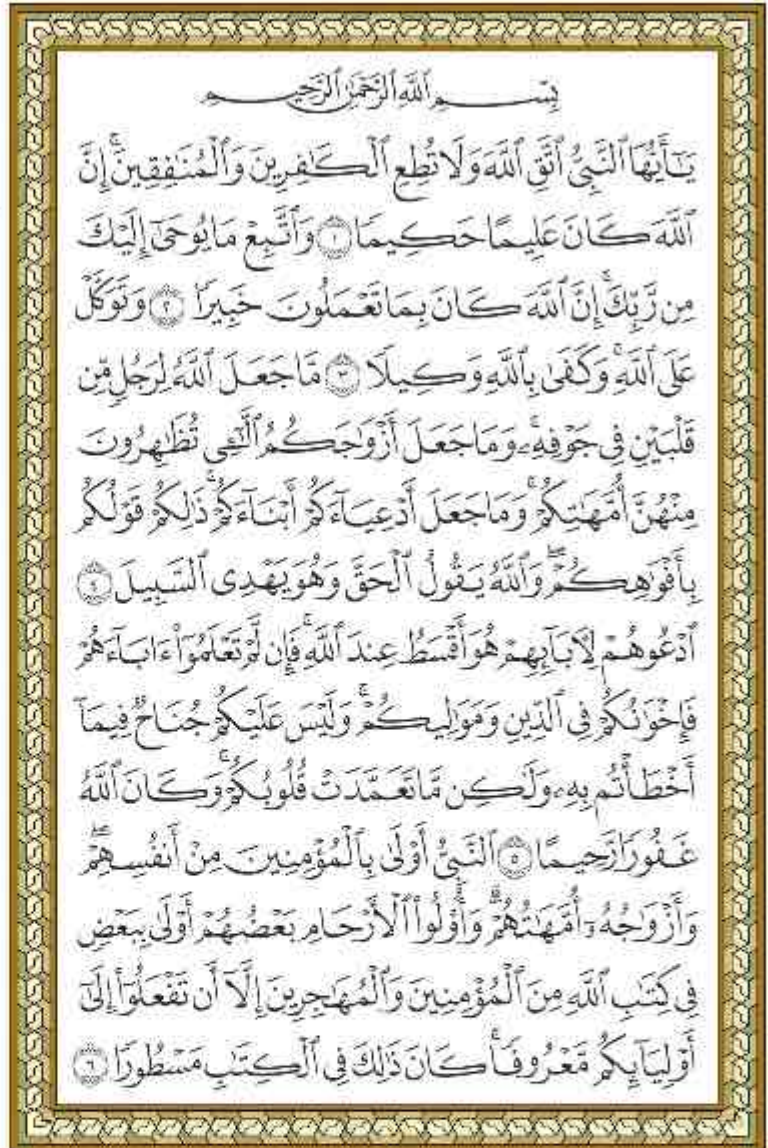 بِسْمِ ٱللَّهِ ٱلرَّحْمَٰنِ ٱلرَّحِيمِ
يَـٰٓأَيُّهَا ٱلنَّبِىُّ ٱتَّقِ ٱللَّهَ وَلَا تُطِعِ ٱلْكَـٰفِرِينَ وَٱلْمُنَـٰفِقِينَ ۗ إِنَّ
ٱللَّهَ كَانَ عَلِيمًا حَكِيمًا ١ وَٱتَّبِعْ مَا يُوحَىٰٓ إِلَيْكَ
مِن رَّبِّكَ ۚ إِنَّ ٱللَّهَ كَانَ بِمَا تَعْمَلُونَ خَبِيرًا ٢ وَتَوَكَّلْ
عَلَى ٱللَّهِ ۚ وَكَفَىٰ بِٱللَّهِ وَكِيلًا ٣ مَّا جَعَلَ ٱللَّهُ لِرَجُلٍ مِّن
قَلْبَيْنِ فِى جَوْفِهِۦ ۚ وَمَا جَعَلَ أَزْوَٰجَكُمُ ٱلَّـٰٓـِٔى تُظَـٰهِرُونَ
مِنْهُنَّ أُمَّهَـٰتِكُمْ ۚ وَمَا جَعَلَ أَدْعِيَآءَكُمْ أَبْنَآءَكُمْ ۚ ذَٰلِكُمْ قَوْلُكُم
بِأَفْوَٰهِكُمْ ۖ وَٱللَّهُ يَقُولُ ٱلْحَقَّ وَهُوَ يَهْدِى ٱلسَّبِيلَ ٤
ٱدْعُوهُمْ لِـَٔابَآئِهِمْ هُوَ أَقْسَطُ عِندَ ٱللَّهِ ۚ فَإِن لَّمْ تَعْلَمُوٓا۟ ءَابَآءَهُمْ
فَإِخْوَٰنُكُمْ فِى ٱلدِّينِ وَمَوَٰلِيكُمْ ۚ وَلَيْسَ عَلَيْكُمْ جُنَاحٌ فِيمَآ
أَخْطَأْتُم بِهِۦ وَلَـٰكِن مَّا تَعَمَّدَتْ قُلُوبُكُمْ ۚ وَكَانَ ٱللَّهُ
غَفُورًا رَّحِيمًا ٥ ٱلنَّبِىُّ أَوْلَىٰ بِٱلْمُؤْمِنِينَ مِنْ أَنفُسِهِمْ ۖ
وَأَزْوَٰجُهُۥٓ أُمَّهَـٰتُهُمْ ۗ وَأُو۟لُوا۟ ٱلْأَرْحَامِ بَعْضُهُمْ أَوْلَىٰ بِبَعْضٍ
فِى كِتَـٰبِ ٱللَّهِ مِنَ ٱلْمُؤْمِنِينَ وَٱلْمُهَـٰجِرِينَ إِلَّآ أَن تَفْعَلُوٓا۟ إِلَىٰٓ
أَوْلِيَآئِكُم مَّعْرُوفًا ۚ كَانَ ذَٰلِكَ فِى ٱلْكِتَـٰبِ مَسْطُورًا ٦